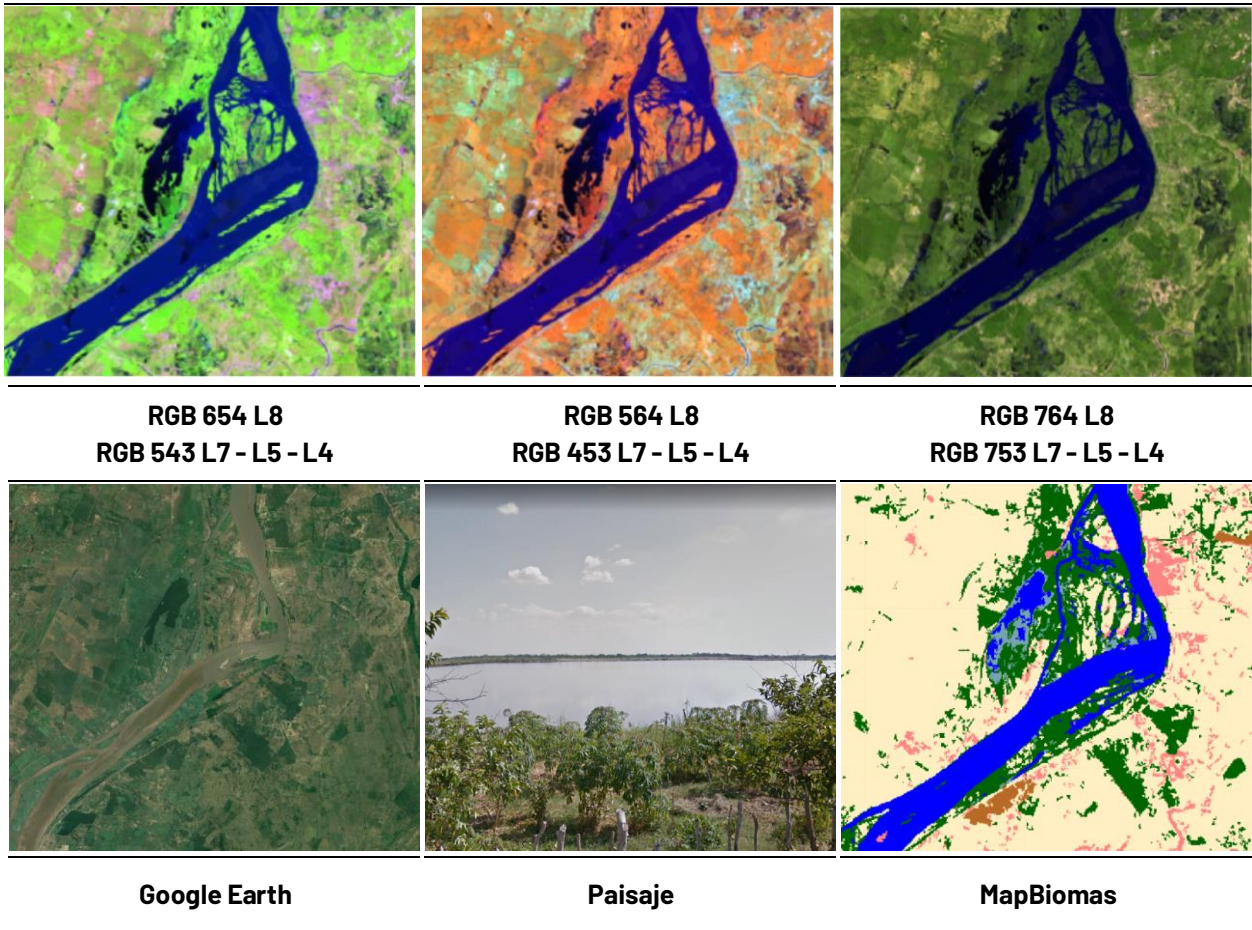 RGB 654 L8
RGB 543 L7 - L5 - L4
RGB 564 L8
RGB 453 L7 - L5 - L4
RGB 764 L8
RGB 753 L7 - L5 - L4
Google Earth
Paisaje
MapBiomas